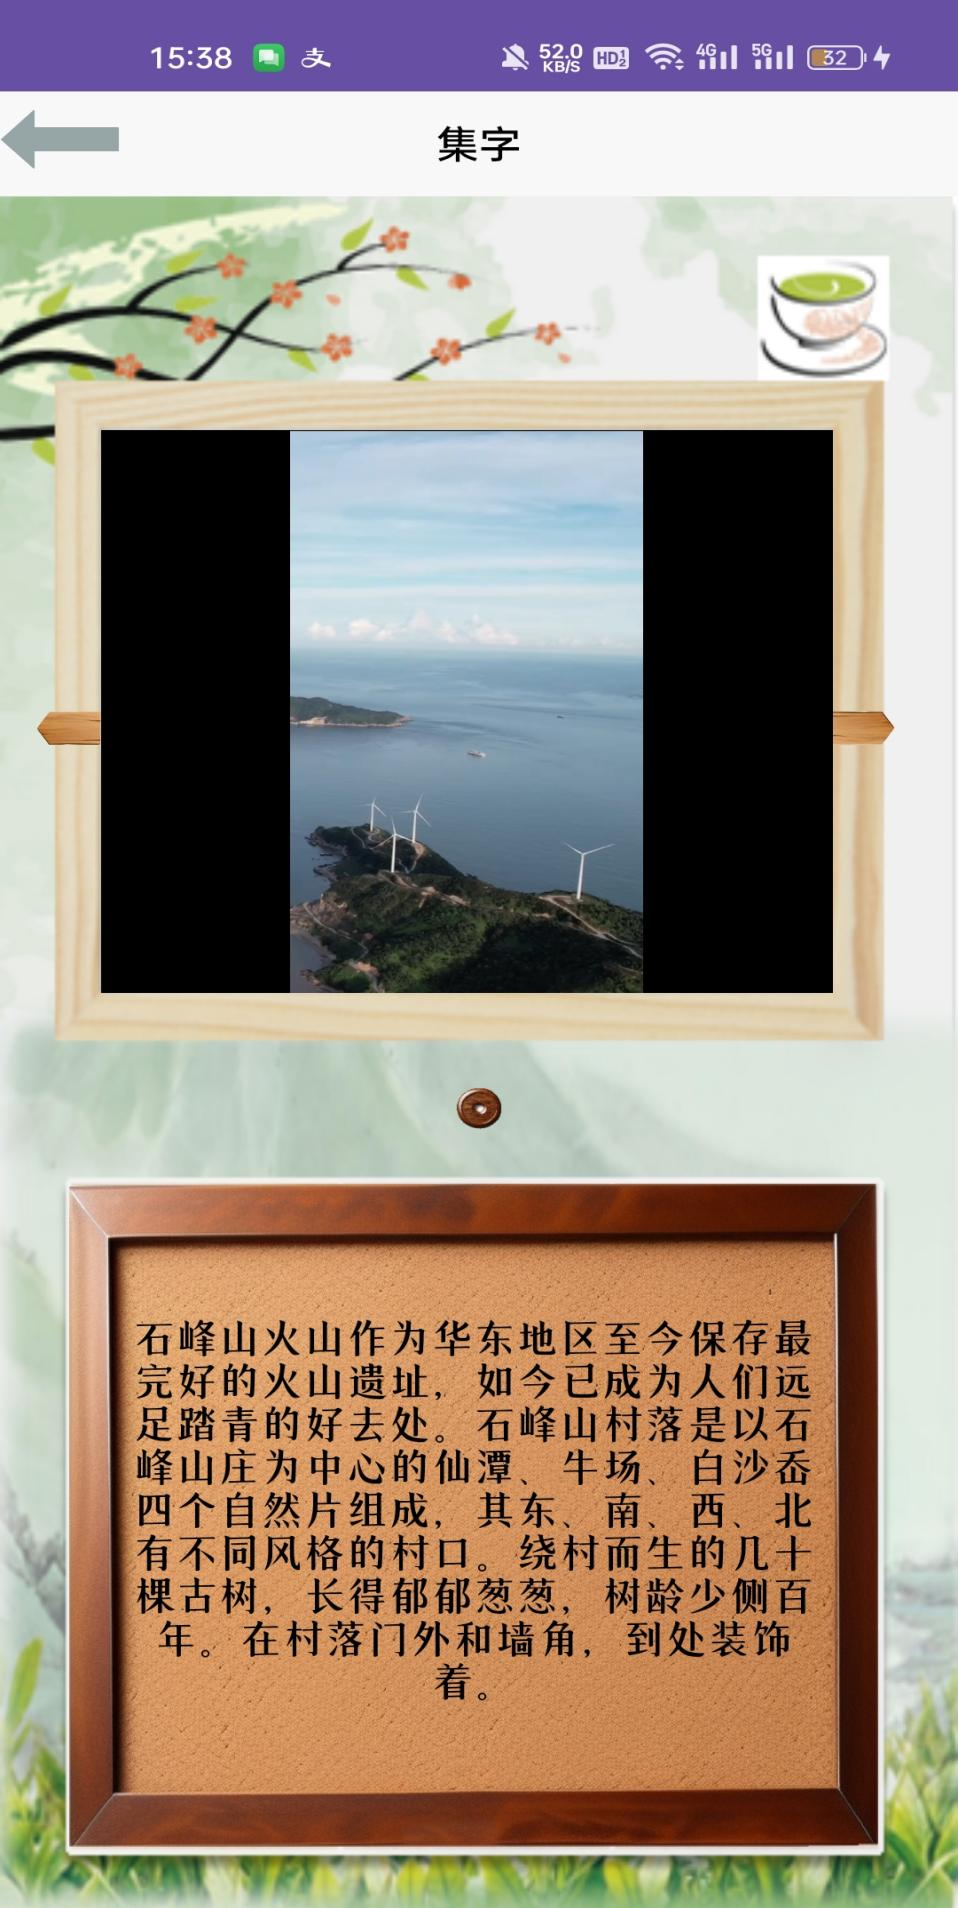 15:38
支
52.0
KB/S
HD
4G
5G
32
集字
石峰山火山作为华东地区至今保存最
完好的火山遗址,如今已成为人们远
足踏青的好去处。石峰山村落是以石
峰山庄为中心的仙潭、牛场、白沙岙
四个自然片组成,其东、南、西、北
有不同风格的村口。绕村而生的几十
棵古树,长得郁郁葱葱,树龄少侧百
年。在村落门外和墙角,到处装饰
着。